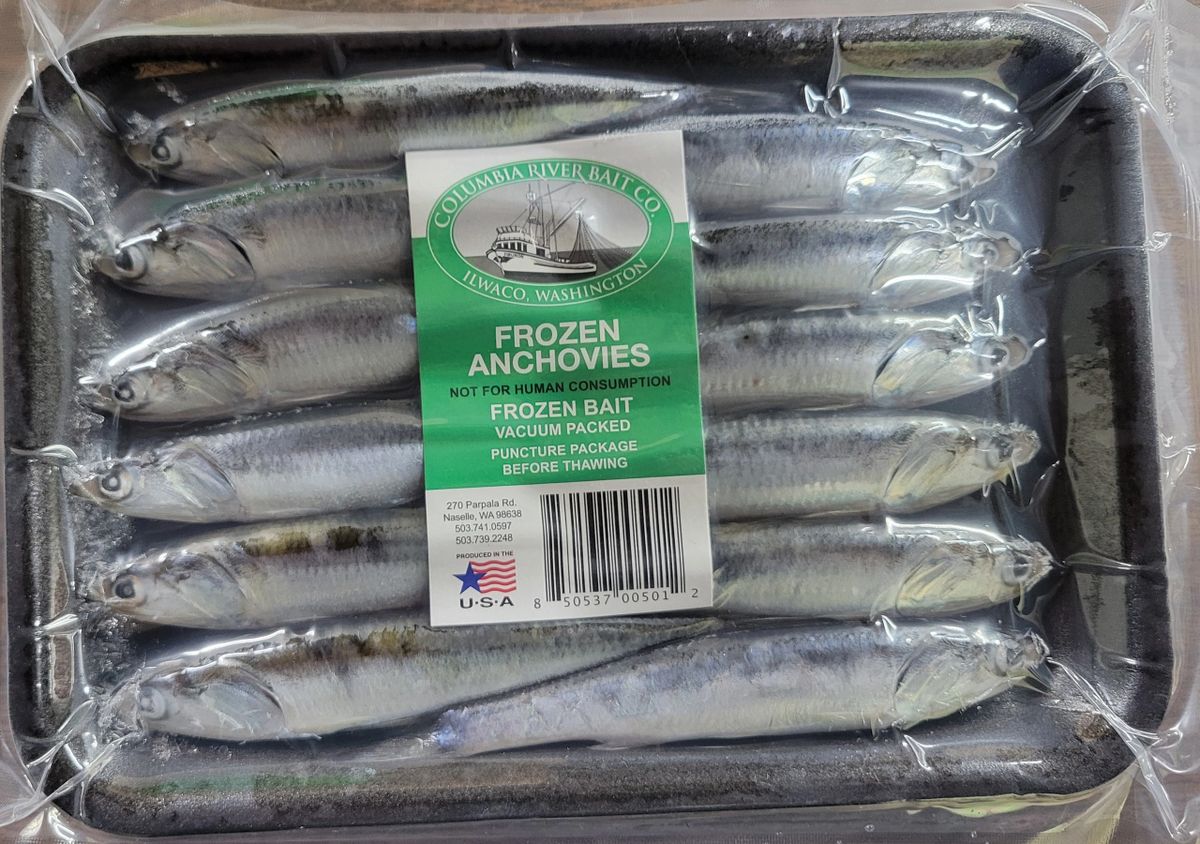 COLUMBIA RIVER BAIT CO.
ILWACO, WASHINGTON
FROZEN
ANCHOVIES
NOT FOR HUMAN CONSUMPTION
FROZEN BAIT
VACUUM PACKED
PUNCTURE PACKAGE
BEFORE THAWING
270 Parpala Rd.
Naselle, WA 98638
503.741.0597
503.739.2248
PRODUCED IN THE
U·S·A
8 50537 00501 2